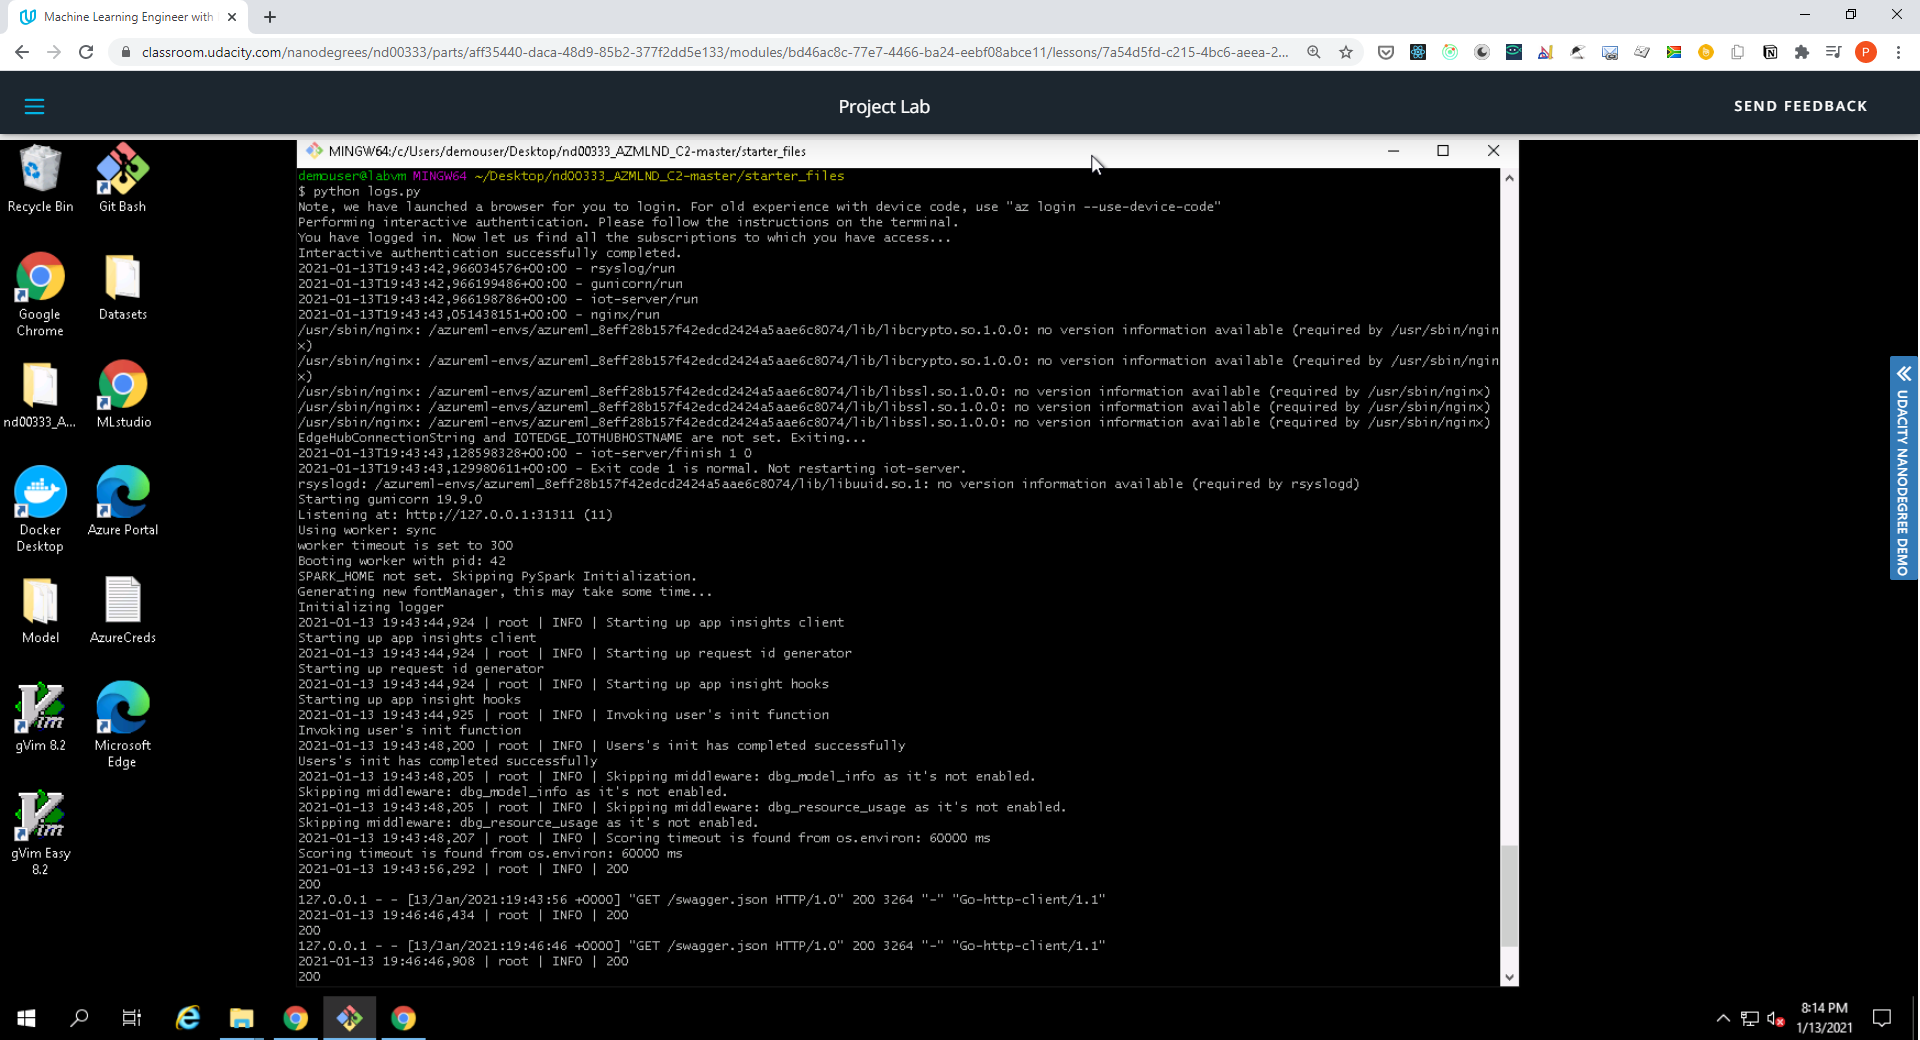 Machine Learning Engineer with
classroom.udacity.com/nanodegrees/nd00333/parts/aff35440-daca-48d9-85b2-377f2dd5e133/modules/bd46ac8c-77e7-4466-ba24-eebf08abce11/lessons/7a54d5fd-c215-4bc6-aeea-2...
P
Project Lab
SEND FEEDBACK
Recycle Bin
Git Bash
Google Chrome
Datasets
nd00333_A...
MLstudio
Docker Desktop
Azure Portal
Model
AzureCreds
gVim 8.2
Microsoft Edge
gVim Easy 8.2
MINGW64:/c/Users/demouser/Desktop/nd00333_AZMLND_C2-master/starter_files
demouser@labvm MINGW64 ~/Desktop/nd00333_AZMLND_C2-master/starter_files
$ python logs.py
Note, we have launched a browser for you to login. For old experience with device code, use "az login --use-device-code"
Performing interactive authentication. Please follow the instructions on the terminal.
You have logged in. Now let us find all the subscriptions to which you have access...
Interactive authentication successfully completed.
2021-01-13T19:43:42,966034576+00:00 - rsyslog/run
2021-01-13T19:43:42,966199486+00:00 - gunicorn/run
2021-01-13T19:43:42,966198786+00:00 - iot-server/run
2021-01-13T19:43:43,051438151+00:00 - nginx/run
/usr/sbin/nginx: /azureml-envs/azureml_8eff28b157f42edcd2424a5aae6c8074/lib/libcrypto.so.1.0.0: no version information available (required by /usr/sbin/ngin
x)
/usr/sbin/nginx: /azureml-envs/azureml_8eff28b157f42edcd2424a5aae6c8074/lib/libcrypto.so.1.0.0: no version information available (required by /usr/sbin/ngin
x)
/usr/sbin/nginx: /azureml-envs/azureml_8eff28b157f42edcd2424a5aae6c8074/lib/libssl.so.1.0.0: no version information available (required by /usr/sbin/nginx)
/usr/sbin/nginx: /azureml-envs/azureml_8eff28b157f42edcd2424a5aae6c8074/lib/libssl.so.1.0.0: no version information available (required by /usr/sbin/nginx)
/usr/sbin/nginx: /azureml-envs/azureml_8eff28b157f42edcd2424a5aae6c8074/lib/libssl.so.1.0.0: no version information available (required by /usr/sbin/nginx)
EdgeHubConnectionString and IOTEDGE_IOTHUBHOSTNAME are not set. Exiting...
2021-01-13T19:43:43,128598328+00:00 - iot-server/finish 1 0
2021-01-13T19:43:43,129980611+00:00 - Exit code 1 is normal. Not restarting iot-server.
rsyslogd: /azureml-envs/azureml_8eff28b157f42edcd2424a5aae6c8074/lib/libuuid.so.1: no version information available (required by rsyslogd)
Starting gunicorn 19.9.0
Listening at: http://127.0.0.1:31311 (11)
Using worker: sync
worker timeout is set to 300
Booting worker with pid: 42
SPARK_HOME not set. Skipping PySpark Initialization.
Generating new fontManager, this may take some time...
Initializing logger
2021-01-13 19:43:44,924 | root | INFO | Starting up app insights client
Starting up app insights client
2021-01-13 19:43:44,924 | root | INFO | Starting up request id generator
Starting up request id generator
2021-01-13 19:43:44,924 | root | INFO | Starting up app insight hooks
Starting up app insight hooks
2021-01-13 19:43:44,925 | root | INFO | Invoking user's init function
Invoking user's init function
2021-01-13 19:43:48,200 | root | INFO | Users's init has completed successfully
Users's init has completed successfully
2021-01-13 19:43:48,205 | root | INFO | Skipping middleware: dbg_model_info as it's not enabled.
Skipping middleware: dbg_model_info as it's not enabled.
2021-01-13 19:43:48,205 | root | INFO | Skipping middleware: dbg_resource_usage as it's not enabled.
Skipping middleware: dbg_resource_usage as it's not enabled.
2021-01-13 19:43:48,207 | root | INFO | Scoring timeout is found from os.environ: 60000 ms
Scoring timeout is found from os.environ: 60000 ms
2021-01-13 19:43:56,292 | root | INFO | 200
200
127.0.0.1 - - [13/Jan/2021:19:43:56 +0000] "GET /swagger.json HTTP/1.0" 200 3264 "-" "Go-http-client/1.1"
2021-01-13 19:46:46,434 | root | INFO | 200
200
127.0.0.1 - - [13/Jan/2021:19:46:46 +0000] "GET /swagger.json HTTP/1.0" 200 3264 "-" "Go-http-client/1.1"
2021-01-13 19:46:46,908 | root | INFO | 200
200
UDACITY NANODEGREE DEMO
8:14 PM
1/13/2021